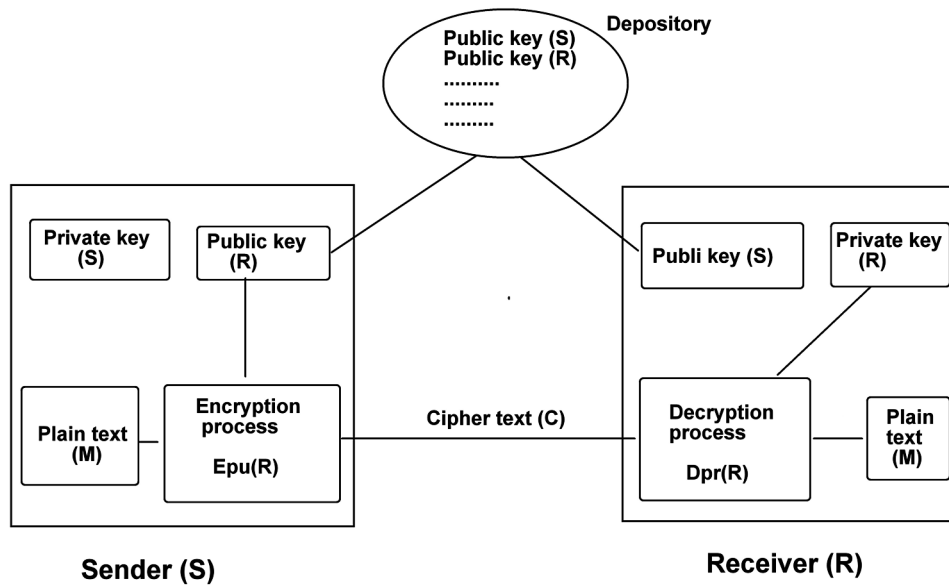 Depository
Public key (S)
Public key (R)
..........
.........
.........
Private key
(S)
Public key
(R)
Publi key (S)
Private key
(R)
Plain text
(M)
Encryption
process
Epu(R)
Cipher text (C)
Decryption
process
Dpr(R)
Plain
text
(M)
Sender (S)
Receiver (R)